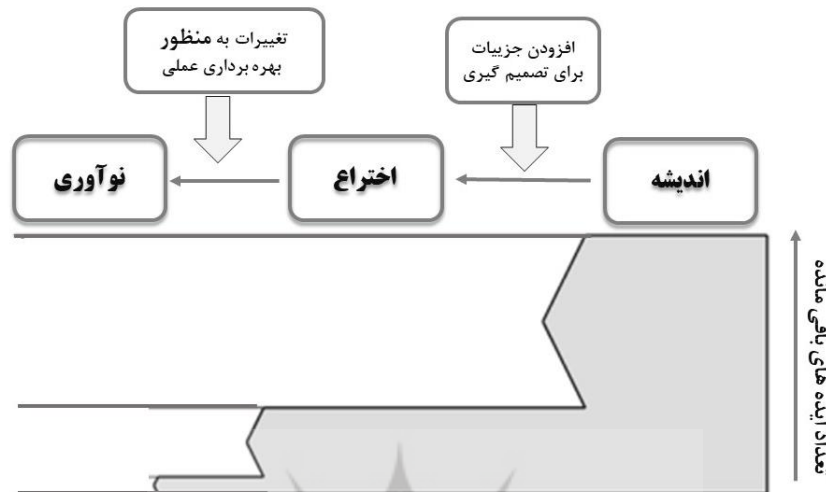 تغییرات به منظور
بهره برداری عملی
افزودن جزییات
برای تصمیم گیری
نوآوری
اختراع
اندیشه
تعداد ایده های باقی مانده